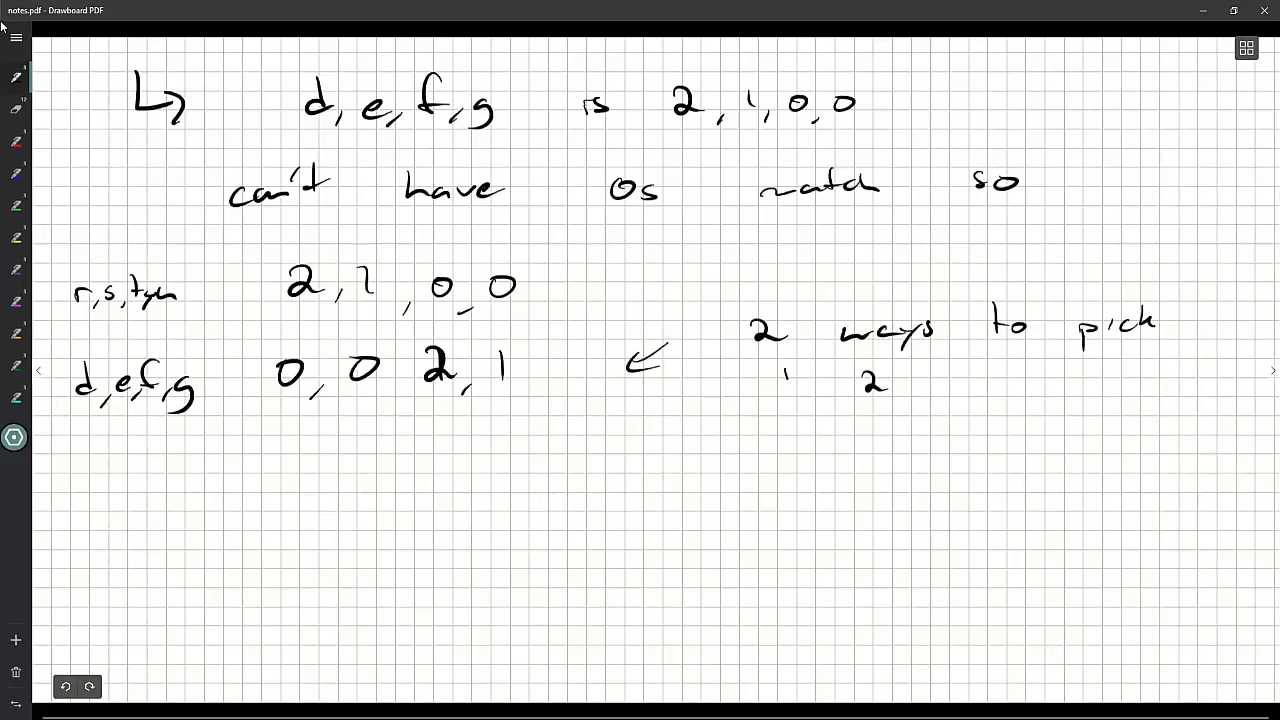 notes.pdf - Drawboard PDF
↳ d, e, f, g is 2, 1, 0, 0
can't have 0s match so
r, s, t, 2, 1, 0, 0
d, e, f, g 0, 0 2, 1 ← 2 ways to pick
1 2